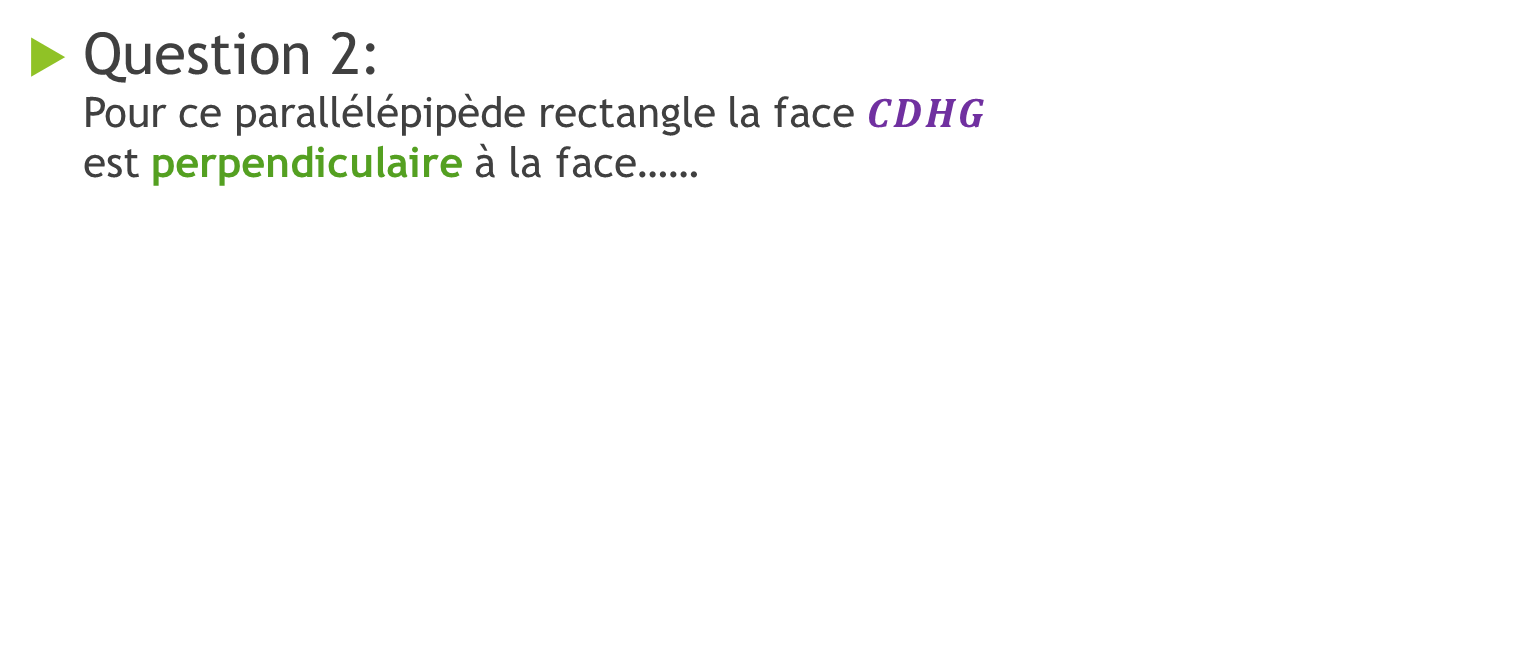 Question 2:
Pour ce parallélépipède rectangle la face CDHG
est perpendiculaire à la face……